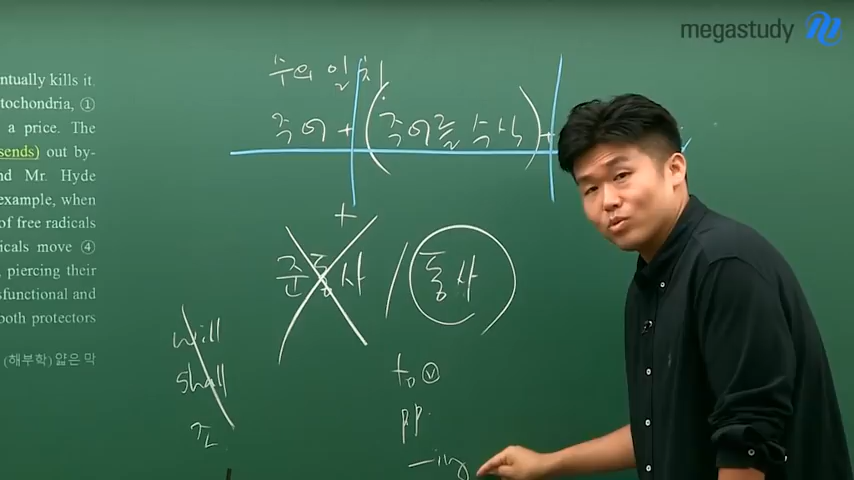 megastudy
ntually kills it.
tochondria, ①
a price. The
sends) out by-
nd Mr. Hyde
example, when
of free radicals
icals move ④
, piercing their
sfunctional and
both protectors
(해부학) 얇은 막
수의 일치
주어 + (주어를 수식) +
+
준동사 / 동사
will
shall
to ⓥ
pp.
-ing